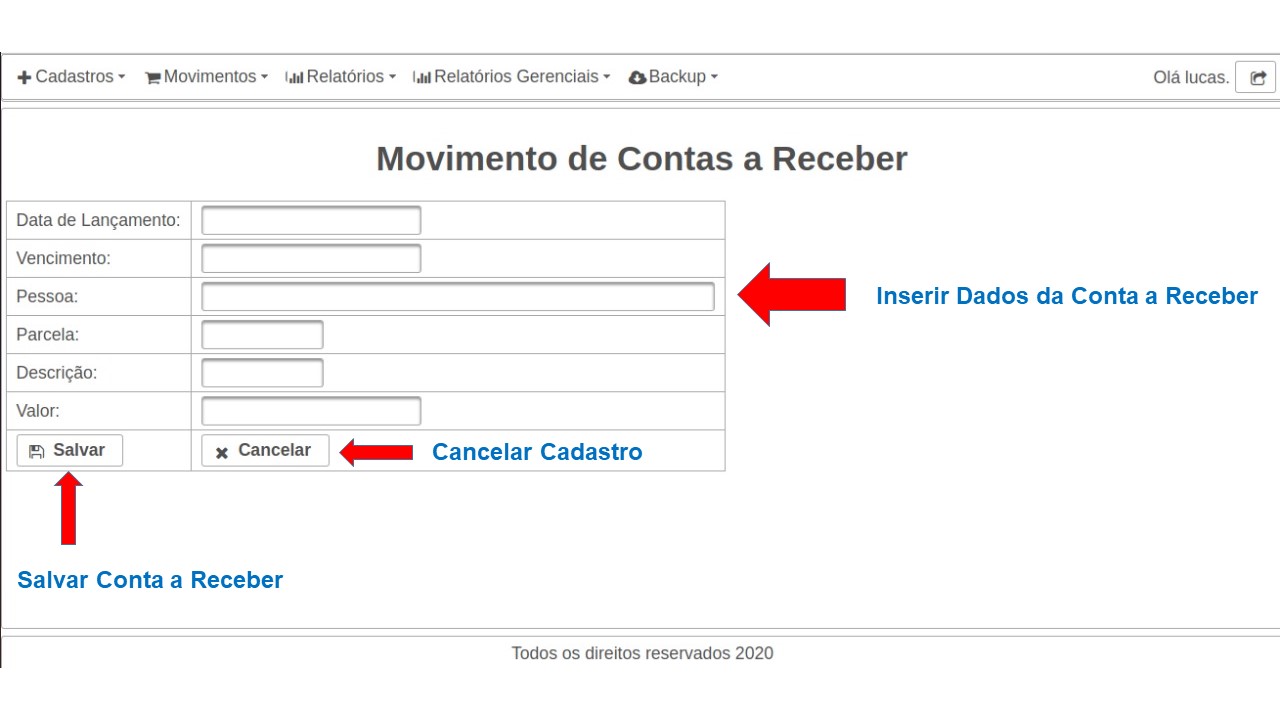 Cadastros Movimentos Relatórios Relatórios Gerenciais Backup Olá lucas.
Movimento de Contas a Receber
Data de Lançamento:
Vencimento:
Pessoa:
Inserir Dados da Conta a Receber
Parcela:
Descrição:
Valor:
Salvar Cancelar Cancelar Cadastro
Salvar Conta a Receber
Todos os direitos reservados 2020